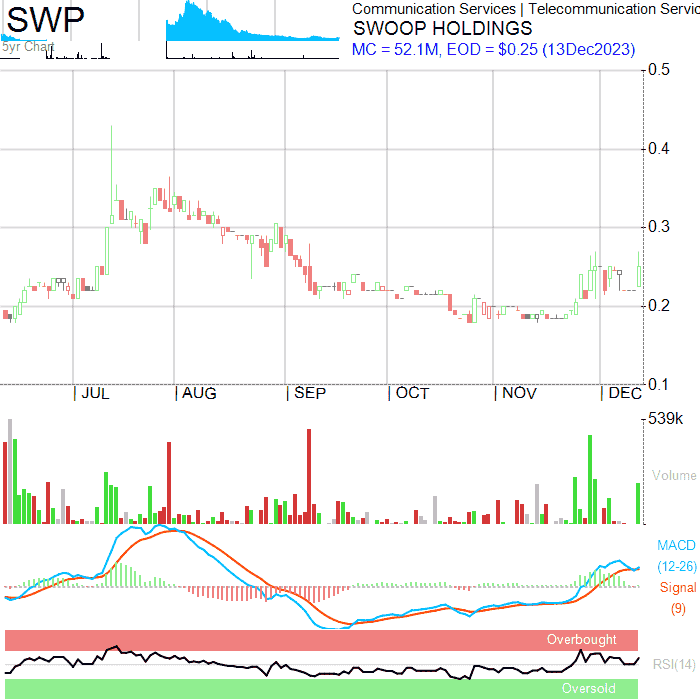 SWP
5yr Chart
Communication Services | Telecommunication Servic
SWOOP HOLDINGS
MC = 52.1M, EOD = $0.25 (13Dec2023)
0.5
0.4
0.3
0.2
0.1
JUL
AUG
SEP
OCT
NOV
DEC
539k
Volume
MACD
(12-26)
Signal
(9)
Overbought
RSI(14)
Oversold